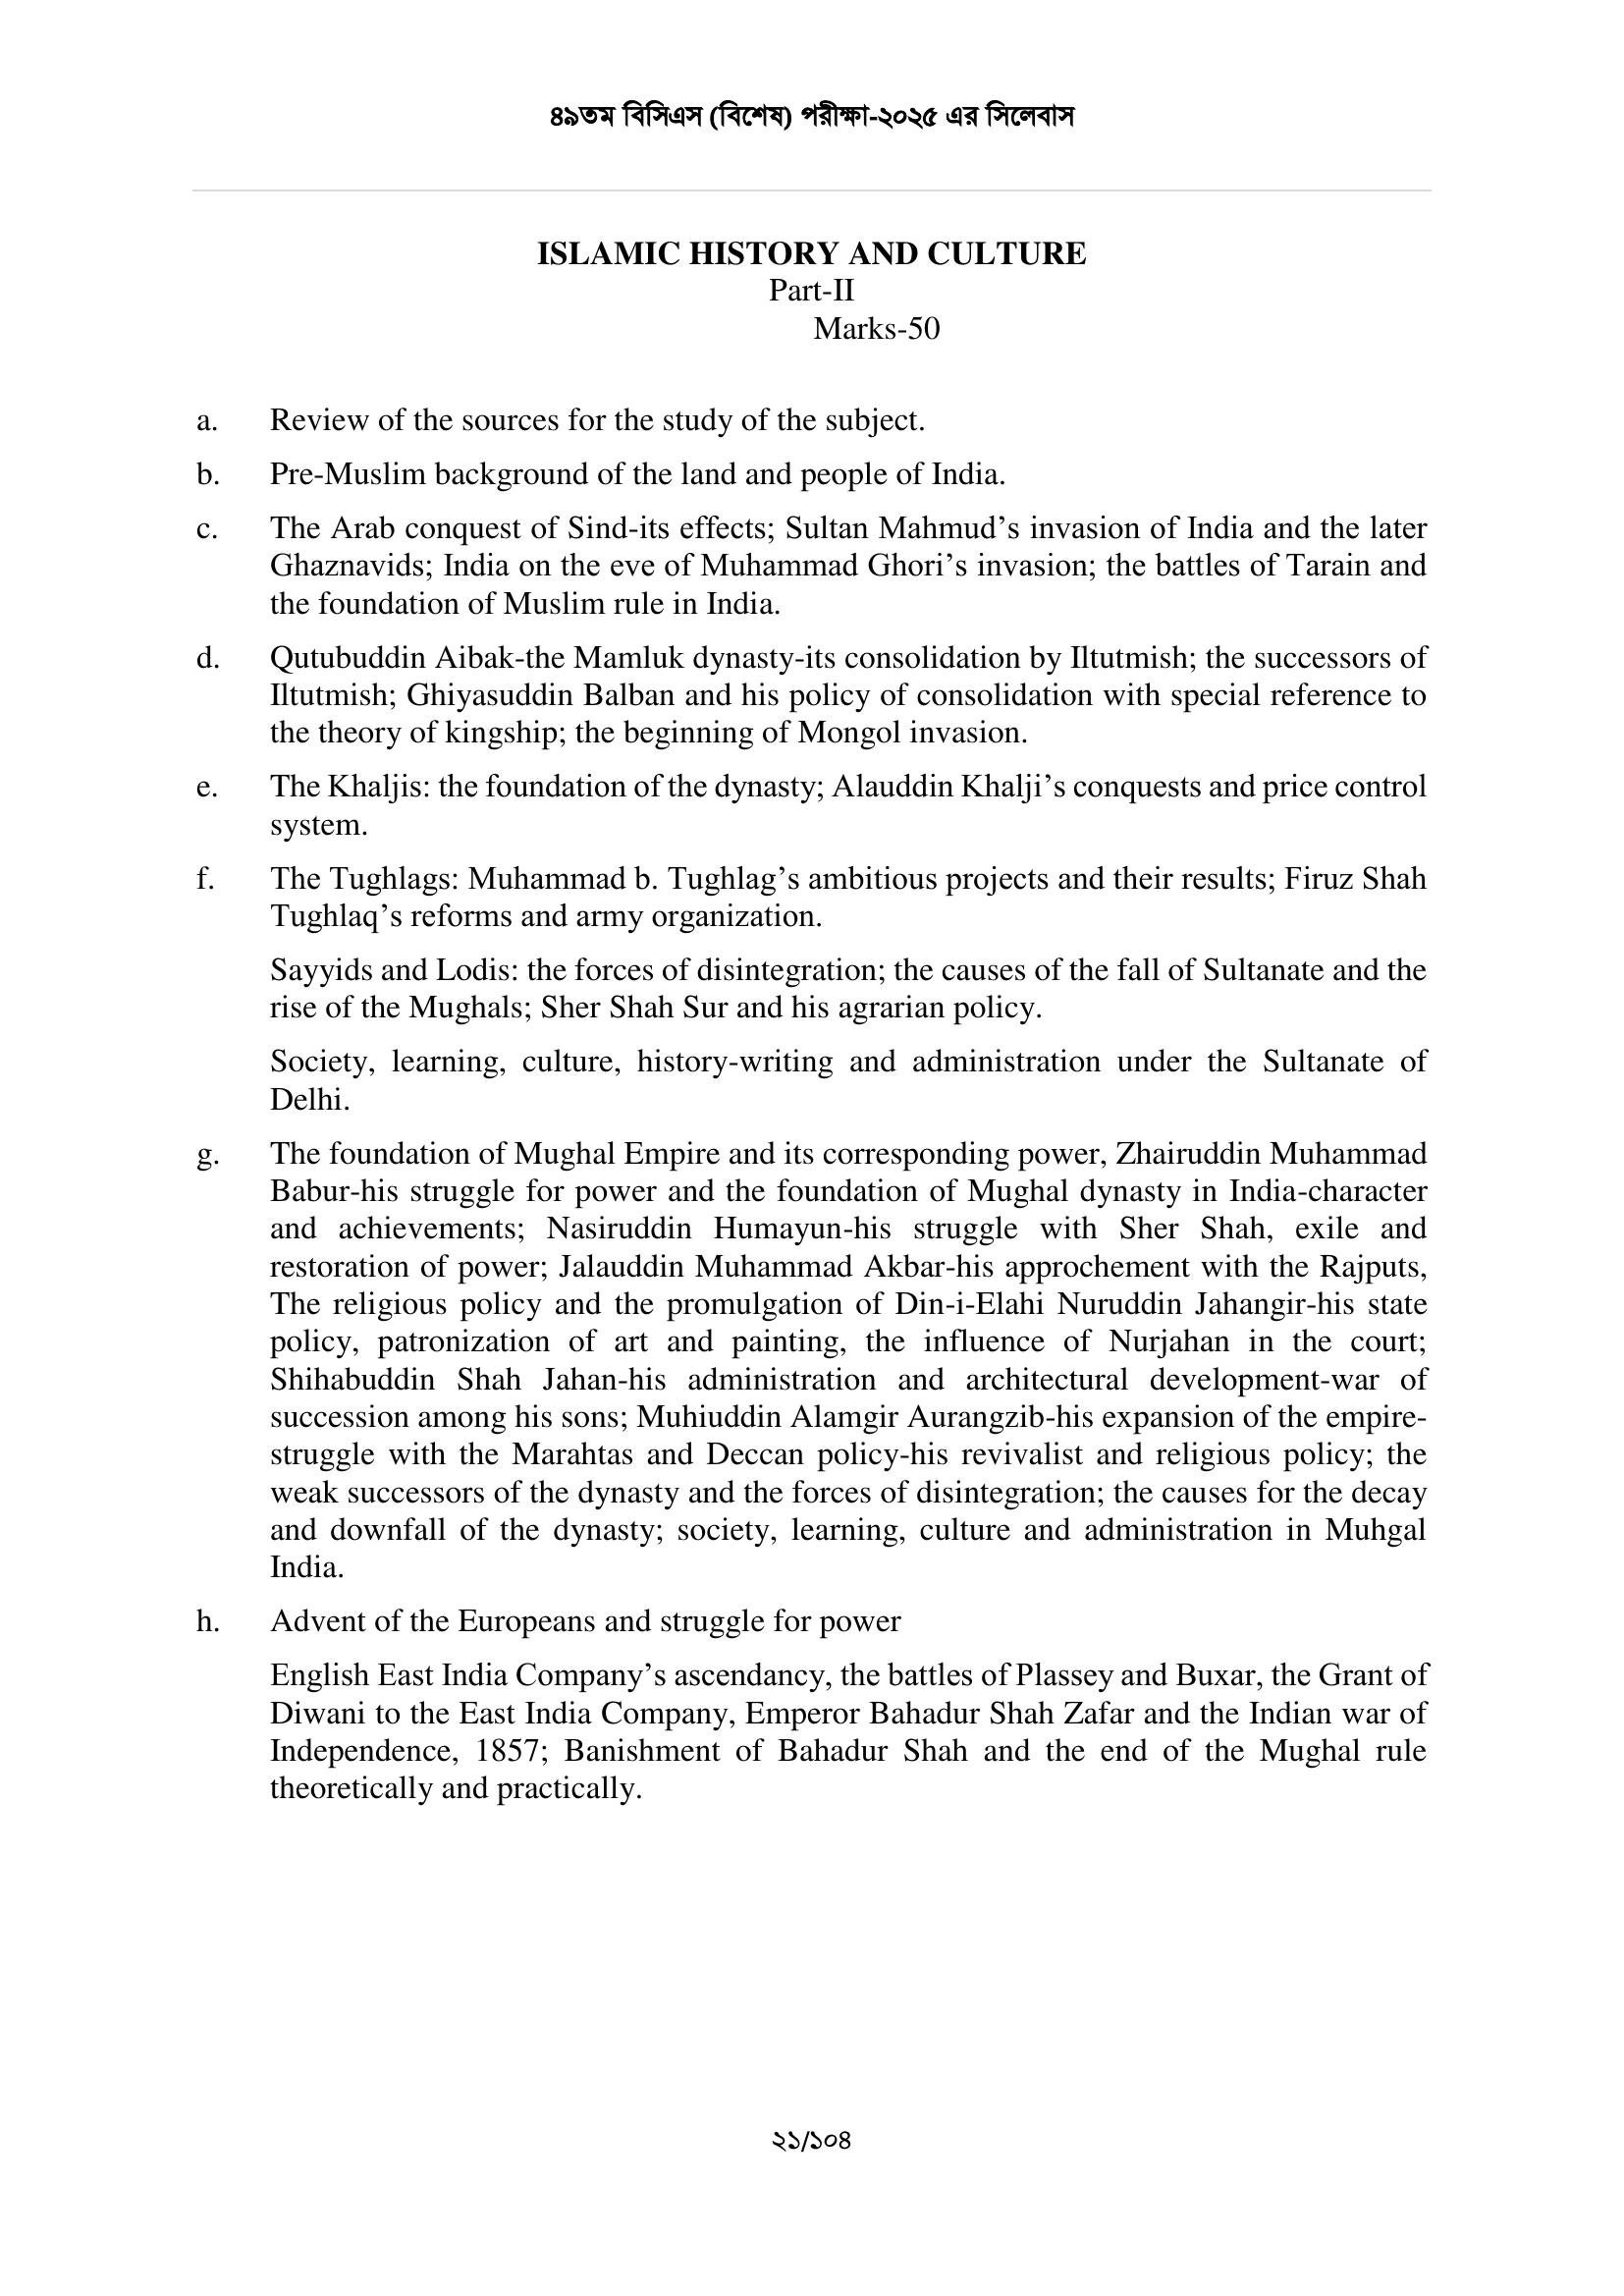 ৪৯তম বিসিএস (বিশেষ) পরীক্ষা-২০২৫ এর সিলেবাস
ISLAMIC HISTORY AND CULTURE
Part-II
Marks-50
a. Review of the sources for the study of the subject.
b. Pre-Muslim background of the land and people of India.
c. The Arab conquest of Sind-its effects; Sultan Mahmud’s invasion of India and the later
Ghaznavids; India on the eve of Muhammad Ghori’s invasion; the battles of Tarain and
the foundation of Muslim rule in India.
d. Qutubuddin Aibak-the Mamluk dynasty-its consolidation by Iltutmish; the successors of
Iltutmish; Ghiyasuddin Balban and his policy of consolidation with special reference to
the theory of kingship; the beginning of Mongol invasion.
e. The Khaljis: the foundation of the dynasty; Alauddin Khalji’s conquests and price control
system.
f. The Tughlags: Muhammad b. Tughlag’s ambitious projects and their results; Firuz Shah
Tughlaq’s reforms and army organization.
Sayyids and Lodis: the forces of disintegration; the causes of the fall of Sultanate and the
rise of the Mughals; Sher Shah Sur and his agrarian policy.
Society, learning, culture, history-writing and administration under the Sultanate of
Delhi.
g. The foundation of Mughal Empire and its corresponding power, Zhairuddin Muhammad
Babur-his struggle for power and the foundation of Mughal dynasty in India-character
and achievements; Nasiruddin Humayun-his struggle with Sher Shah, exile and
restoration of power; Jalauddin Muhammad Akbar-his approchement with the Rajputs,
The religious policy and the promulgation of Din-i-Elahi Nuruddin Jahangir-his state
policy, patronization of art and painting, the influence of Nurjahan in the court;
Shihabuddin Shah Jahan-his administration and architectural development-war of
succession among his sons; Muhiuddin Alamgir Aurangzib-his expansion of the empire-
struggle with the Marahtas and Deccan policy-his revivalist and religious policy; the
weak successors of the dynasty and the forces of disintegration; the causes for the decay
and downfall of the dynasty; society, learning, culture and administration in Muhgal
India.
h. Advent of the Europeans and struggle for power
English East India Company’s ascendancy, the battles of Plassey and Buxar, the Grant of
Diwani to the East India Company, Emperor Bahadur Shah Zafar and the Indian war of
Independence, 1857; Banishment of Bahadur Shah and the end of the Mughal rule
theoretically and practically.
২১/১০৪